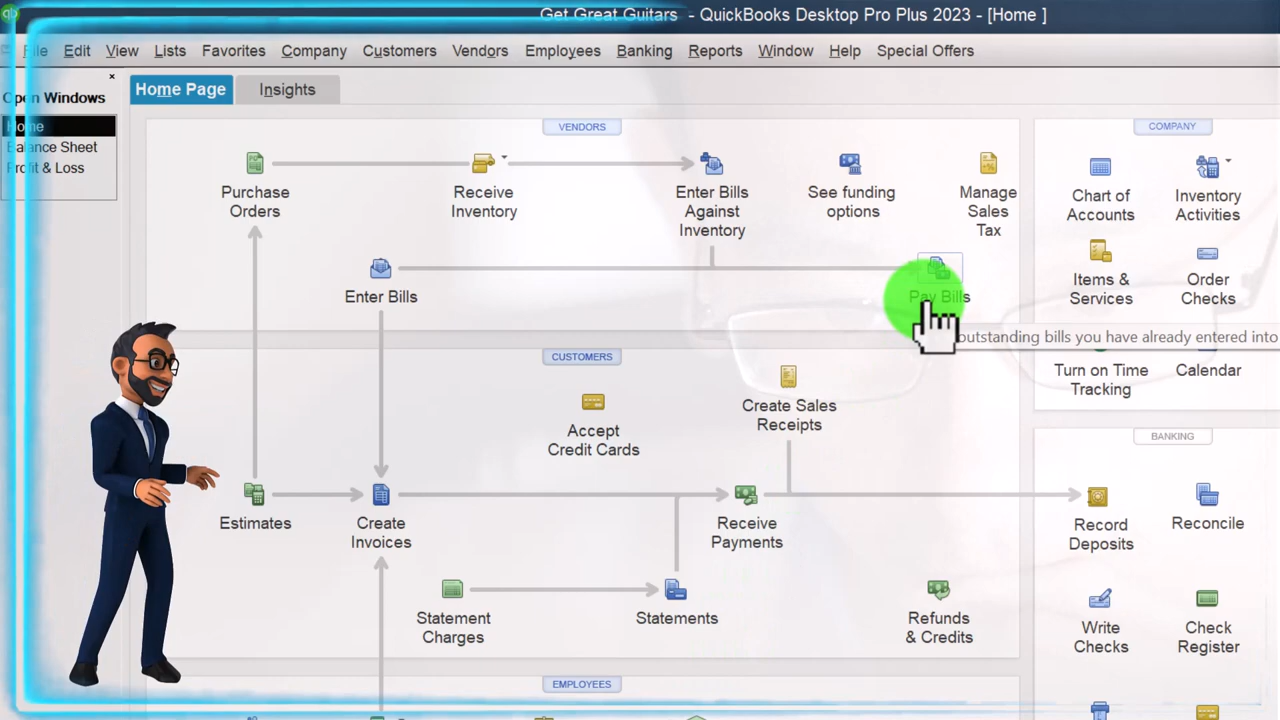 Get Great Guitars - QuickBooks Desktop Pro Plus 2023 - [Home ]
File Edit View Lists Favorites Company Customers Vendors Employees Banking Reports Window Help Special Offers
Open Windows
Home
Balance Sheet
Profit & Loss
Home Page
Insights
VENDORS
Purchase
Orders
Receive
Inventory
Enter Bills
Against
Inventory
See funding
options
Manage
Sales
Tax
Enter Bills
Pay Bills
outstanding bills you have already entered into
CUSTOMERS
Accept
Credit Cards
Create Sales
Receipts
Estimates
Create
Invoices
Receive
Payments
Statement
Charges
Statements
Refunds
& Credits
EMPLOYEES
COMPANY
Chart of
Accounts
Inventory
Activities
Items &
Services
Order
Checks
Turn on Time
Tracking
Calendar
BANKING
Record
Deposits
Reconcile
Write
Checks
Check
Register